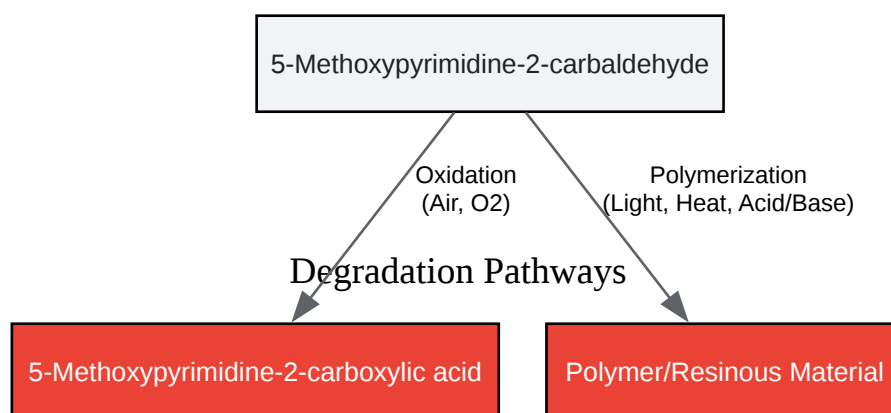 5-Methoxypyrimidine-2-carbaldehyde
Oxidation
(Air, O2)
Polymerization
(Light, Heat, Acid/Base)
Degradation Pathways
5-Methoxypyrimidine-2-carboxylic acid
Polymer/Resinous Material